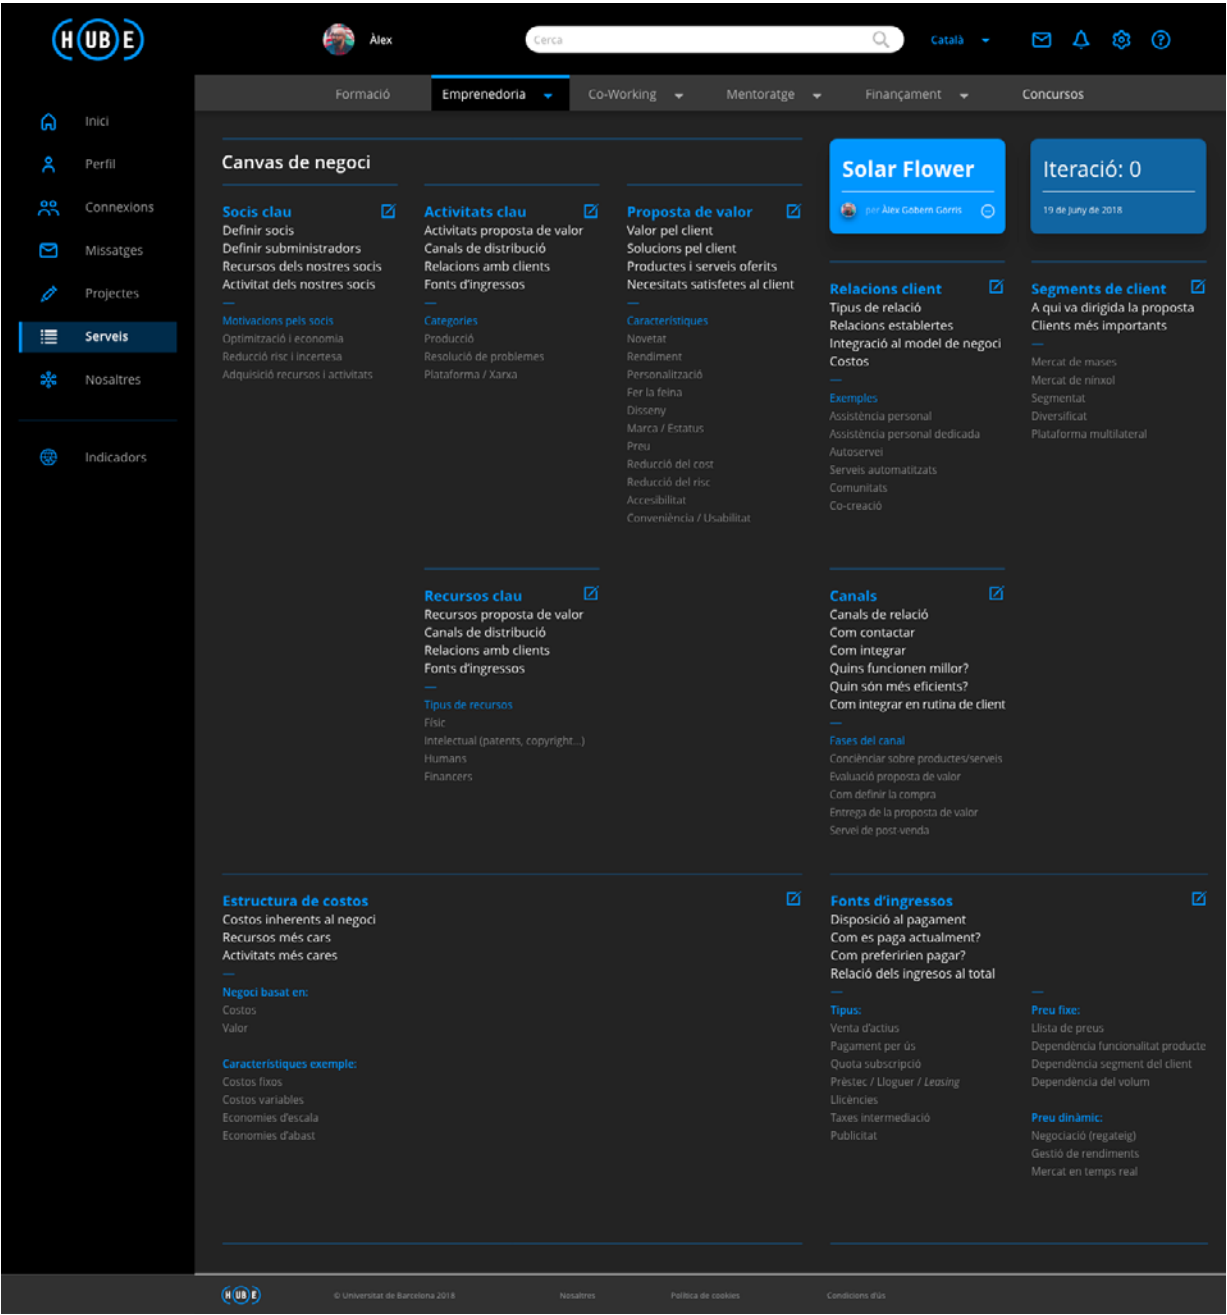 HUBE
Àlex
Cerca
Català
Formació
Emprenedoria
Co-Working
Mentoratge
Finançament
Concursos
Inici
Perfil
Connexions
Missatges
Projectes
Serveis
Nosaltres
Indicadors
Canvas de negoci
Solar Flower
per Àlex Gobern Gorris
Iteració: 0
19 de Juny de 2018
Socis clau
Definir socis
Definir subministradors
Recursos dels nostres socis
Activitat dels nostres socis
Motivacions pels socis
Optimització i economia
Reducció risc i incertesa
Adquisició recursos i activitats
Activitats clau
Activitats proposta de valor
Canals de distribució
Relacions amb clients
Fonts d'ingressos
Categories
Producció
Resolució de problemes
Plataforma / Xarxa
Proposta de valor
Valor pel client
Solucions pel client
Productes i serveis oferits
Necesitats satisfetes al client
Característiques
Novetat
Rendiment
Personalització
Fer la feina
Disseny
Marca / Estatus
Preu
Reducció del cost
Reducció del risc
Accesibilitat
Conveniència / Usabilitat
Relacions client
Tipus de relació
Relacions establertes
Integració al model de negoci
Costos
Exemples
Assistència personal
Assistència personal dedicada
Autoservei
Serveis automatitzats
Comunitats
Co-creació
Segments de client
A qui va dirigida la proposta
Clients més importants
Mercat de mases
Mercat de nínxol
Segmentat
Diversificat
Plataforma multilateral
Recursos clau
Recursos proposta de valor
Canals de distribució
Relacions amb clients
Fonts d'ingressos
Tipus de recursos
Físic
Intelectual (patents, copyright...)
Humans
Financers
Canals
Canals de relació
Com contactar
Com integrar
Quins funcionen millor?
Quin són més eficients?
Com integrar en rutina de client
Fases del canal
Conciènciar sobre productes/serveis
Evaluació proposta de valor
Com definir la compra
Entrega de la proposta de valor
Servei de post-venda
Estructura de costos
Costos inherents al negoci
Recursos més cars
Activitats més cares
Negoci basat en:
Costos
Valor
Característiques exemple:
Costos fixos
Costos variables
Economies d'escala
Economies d'abast
Fonts d'ingressos
Disposició al pagament
Com es paga actualment?
Com preferirien pagar?
Relació dels ingresos al total
Tipus:
Venta d'actius
Pagament per ús
Quota subscripció
Prèstec / Lloguer / Leasing
Llicències
Taxes intermediació
Publicitat
Preu fixe:
Llista de preus
Dependència funcionalitat producte
Dependència segment del client
Dependència del volum
Preu dinàmic:
Negociació (regateig)
Gestió de rendiments
Mercat en temps real
HUBE
© Universitat de Barcelona 2018
Nosaltres
Política de cookies
Condicions d'ús